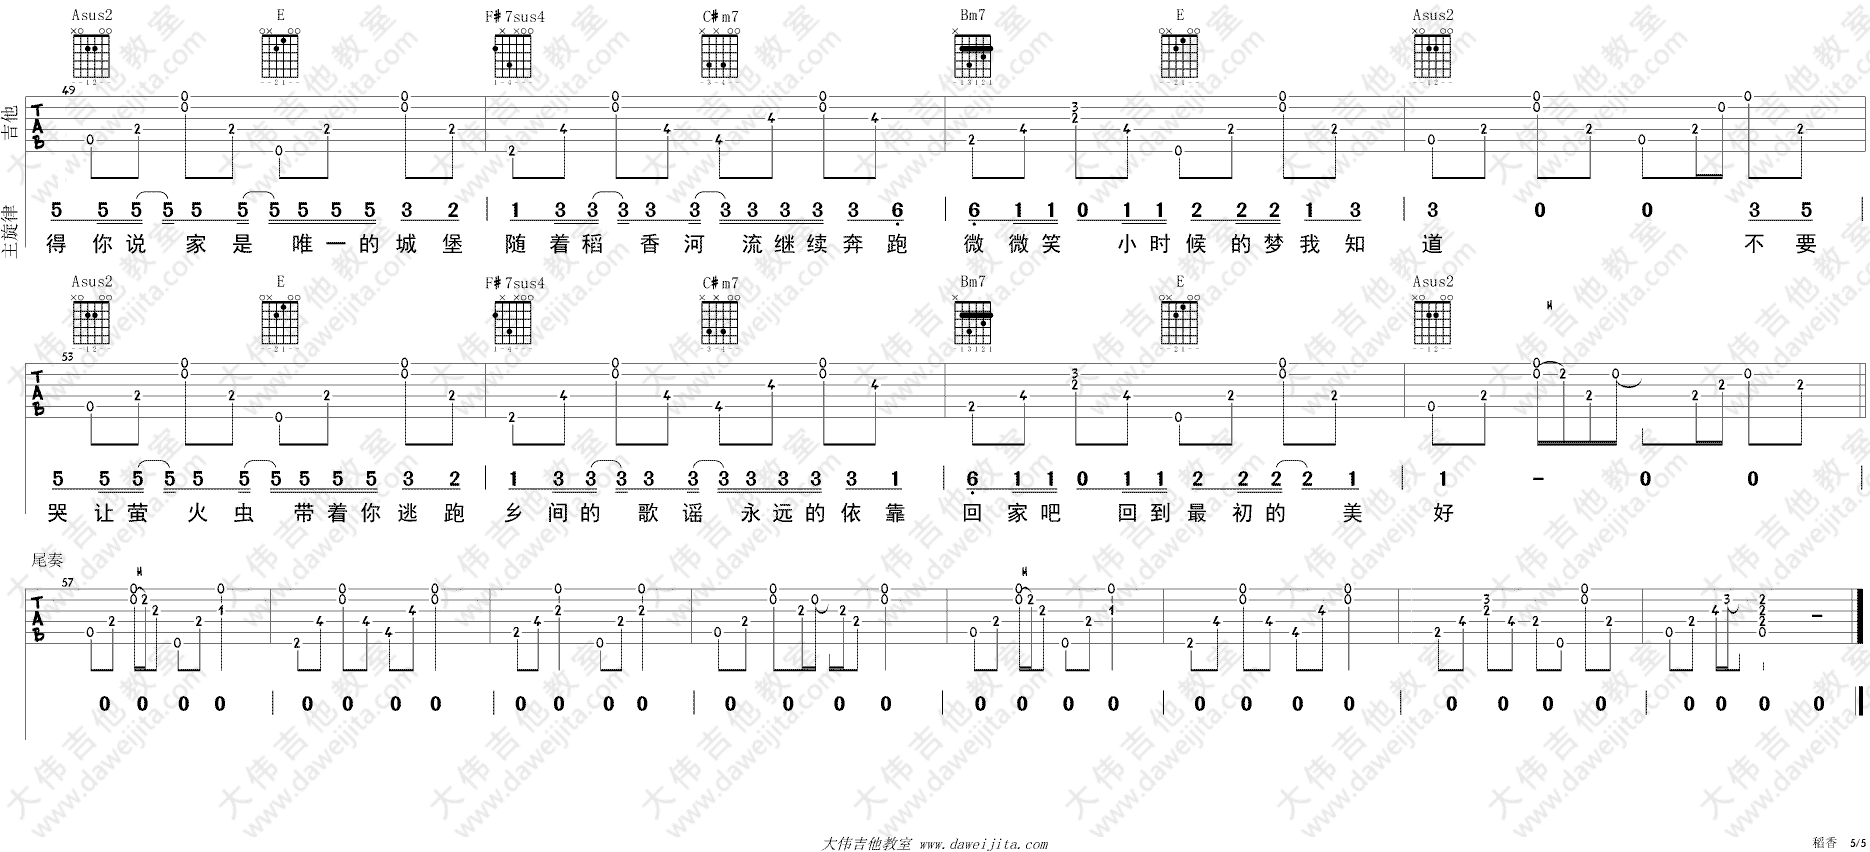 Asus2 E F#7sus4 C#m7 Bm7 E Asus2
49
吉他
主旋律
5 5 5 5 5 5 5 5 5 5 3 2 | 1 3 3 3 3 3 3 3 3 3 3 6 | 6 1 1 0 1 1 2 2 2 1 3 | 3 0 0 3 5 |
得 你 说 家 是 唯 一 的 城 堡 随 着 稻 香 河 流 继 续 奔 跑 微 微 笑 小 时 候 的 梦 我 知 道 不 要
Asus2 E F#7sus4 C#m7 Bm7 E Asus2
H
53
5 5 5 5 5 5 5 5 5 5 3 2 | 1 3 3 3 3 3 3 3 3 3 3 1 | 6 1 1 0 1 1 2 2 2 2 1 | 1 - 0 0 |
哭 让 萤 火 虫 带 着 你 逃 跑 乡 间 的 歌 谣 永 远 的 依 靠 回 家 吧 回 到 最 初 的 美 好
尾奏
57
H H
0 0 0 0 | 0 0 0 0 | 0 0 0 0 | 0 0 0 0 | 0 0 0 0 | 0 0 0 0 | 0 0 0 0 | 0 0 0 0
大伟吉他教室 www.daweijita.com
稻香 5/5